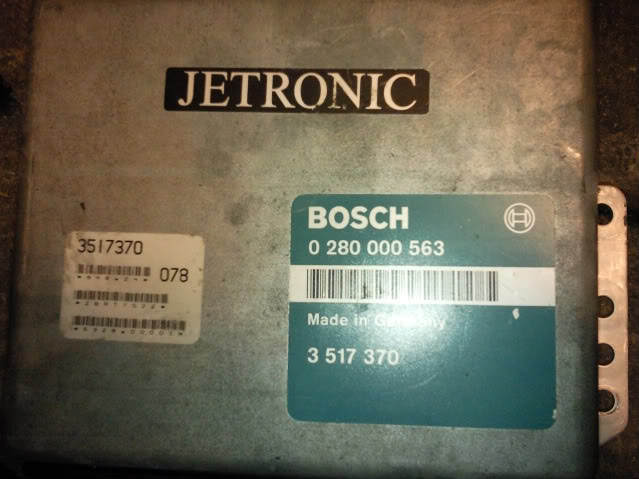 JETRONIC
BOSCH
0 280 000 563
Made in Germany
3 517 370
3517370
078